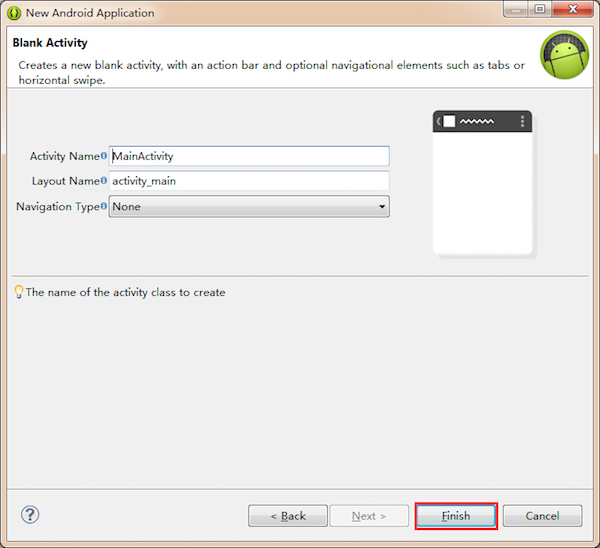 New Android Application
Blank Activity
Creates a new blank activity, with an action bar and optional navigational elements such as tabs or
horizontal swipe.
Activity Name MainActivity
Layout Name activity_main
Navigation Type None
The name of the activity class to create
< Back Next > Finish Cancel